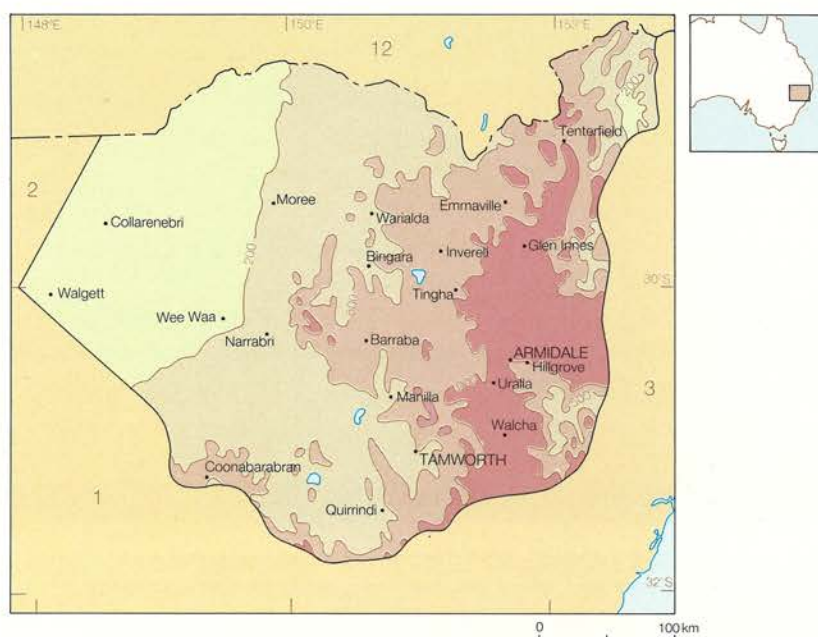 148°E
150°
153°E
12
Tenterfield
2
Moree
Emmaville
Warialda
Collarenebri
Inverell
Glen Innes
200
Bingara
30°S
Walgett
Tingha
Wee Waa
Narrabri
Barraba
ARMIDALE
Hillgrove
Uralla
3
Manilla
Walcha
TAMWORTH
Coonabarabran
1
Quirrindi
32°S
0
100 km